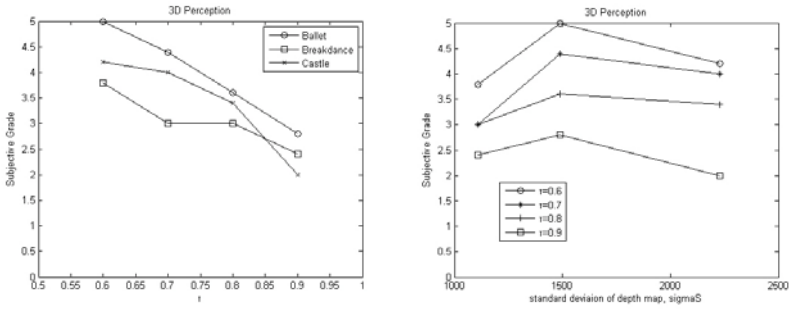 3D Perception
5
4.5
4
3.5
3
2.5
2
1.5
1
0.5
0
Subjective Grade
Ballet
Breakdance
Castle
0.5 0.55 0.6 0.65 0.7 0.75 0.8 0.85 0.9 0.95 1
τ
3D Perception
5
4.5
4
3.5
3
2.5
2
1.5
1
0.5
0
Subjective Grade
τ=0.6
τ=0.7
τ=0.8
τ=0.9
1000 1500 2000 2500
standard deviaion of depth map, sigmaS